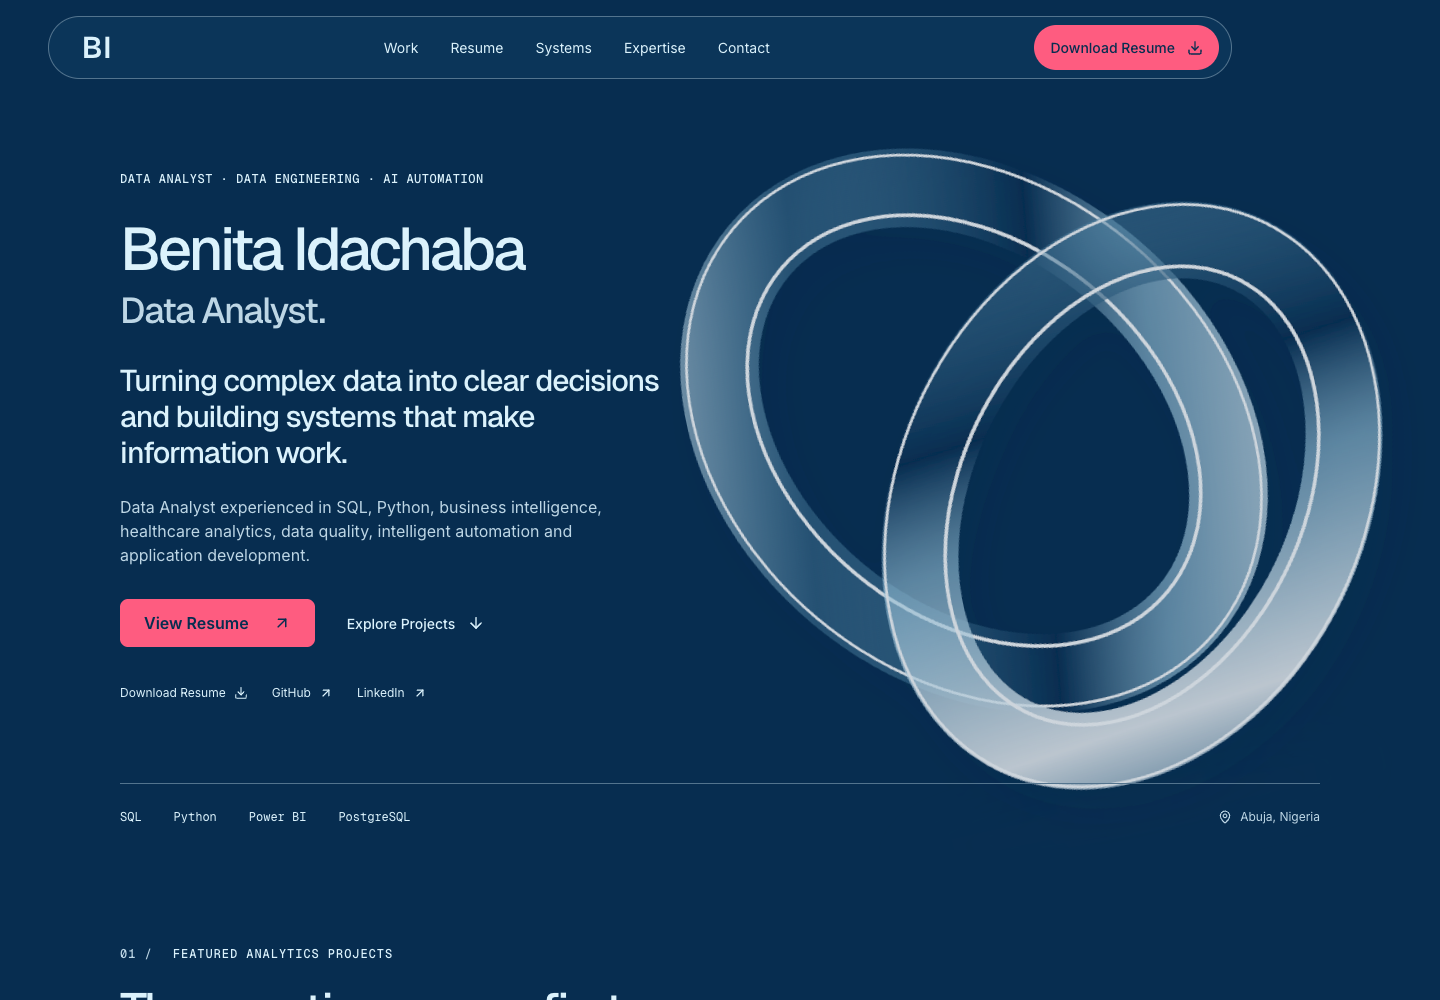 BI
Work
Resume
Systems
Expertise
Contact
Download Resume
DATA ANALYST · DATA ENGINEERING · AI AUTOMATION
Benita Idachaba
Data Analyst.
Turning complex data into clear decisions
and building systems that make
information work.
Data Analyst experienced in SQL, Python, business intelligence,
healthcare analytics, data quality, intelligent automation and
application development.
View Resume
Explore Projects
Download Resume
GitHub
LinkedIn
SQL
Python
Power BI
PostgreSQL
Abuja, Nigeria
01 / FEATURED ANALYTICS PROJECTS